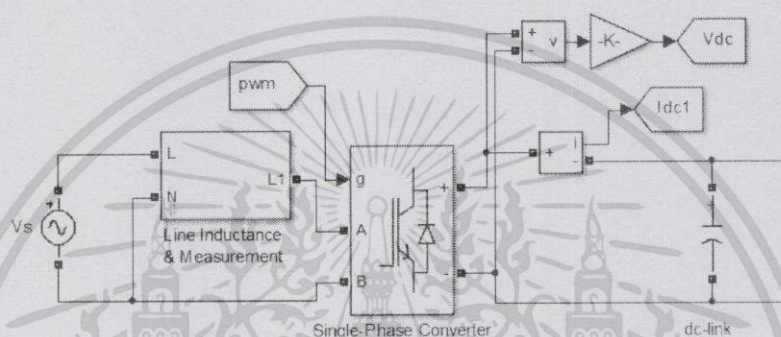 +
-
v
-K-
Vdc
pwm
Idc1
+
i
-
L
N
L1
g
A
B
+
-
+
Vs
Line Inductance
& Measurement
Single-Phase Converter
+
dc-link